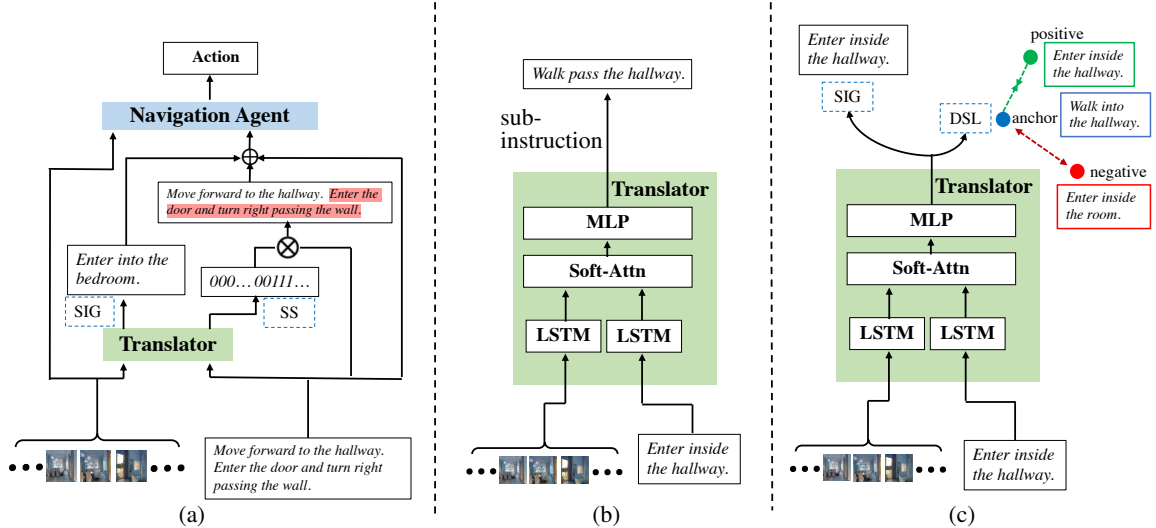 Action
Navigation Agent
Move forward to the hallway. Enter the
door and turn right passing the wall.
Enter into the
bedroom.
000... 00111...
SIG
SS
Translator
Move forward to the hallway.
Enter the door and turn right
passing the wall.
(a)
Walk pass the hallway.
sub-
instruction
Translator
MLP
Soft-Attn
LSTM
LSTM
Enter inside
the hallway.
(b)
Enter inside
the hallway.
SIG
DSL
positive
Enter inside
the hallway.
anchor
Walk into
the hallway.
negative
Enter inside
the room.
Translator
MLP
Soft-Attn
LSTM
LSTM
Enter inside
the hallway.
(c)